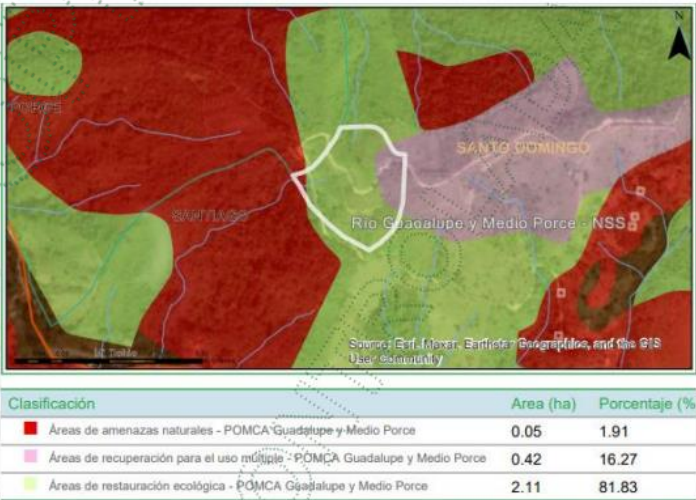 N
PORCE
SANTO DOMINGO
SANTIAGO
Río Guadalupe y Medio Porce - NSS
Source: Esri, Maxar, Earthstar Geographics, and the GIS
User Community
Clasificación Area (ha) Porcentaje (%
Áreas de amenazas naturales - POMCA Guadalupe y Medio Porce 0.05 1.91
Áreas de recuperación para el uso múltiple - POMCA Guadalupe y Medio Porce 0.42 16.27
Áreas de restauración ecológica - POMCA Guadalupe y Medio Porce 2.11 81.83